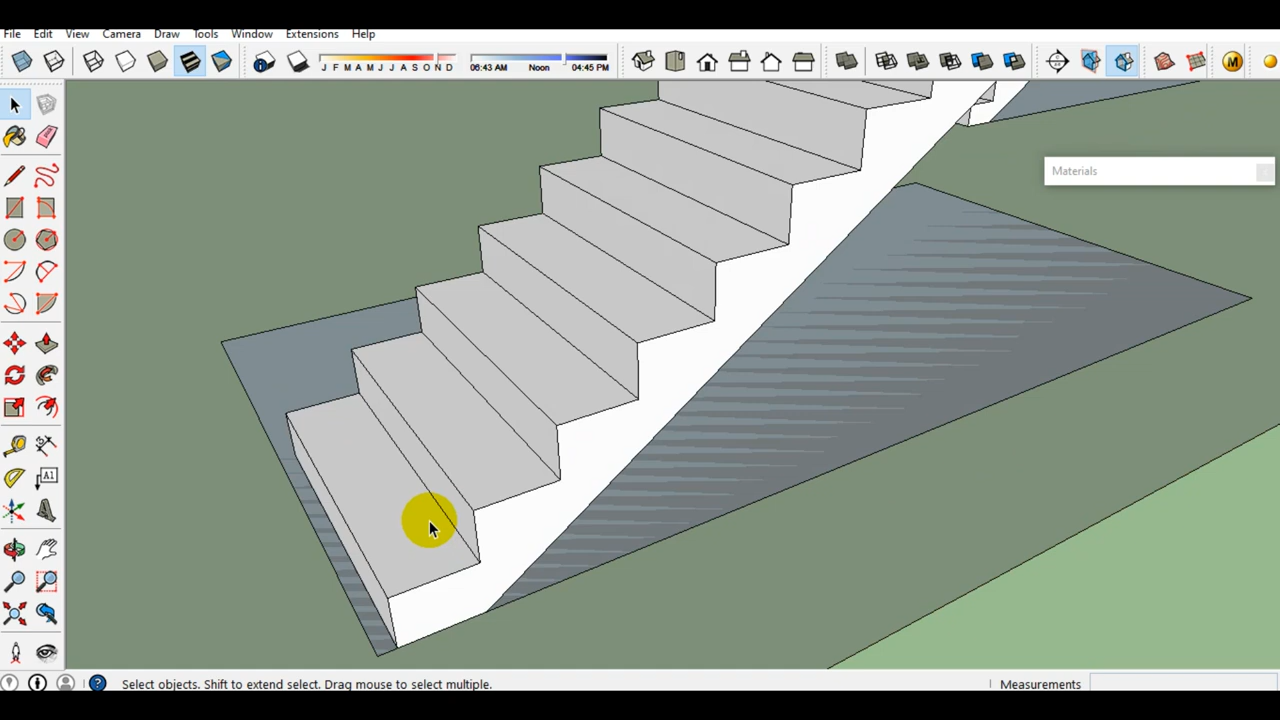 File Edit View Camera Draw Tools Window Extensions Help
J F M A M J J A S O N D 06:43 AM Noon 04:45 PM M
Materials
A1
Select objects. Shift to extend select. Drag mouse to select multiple. Measurements